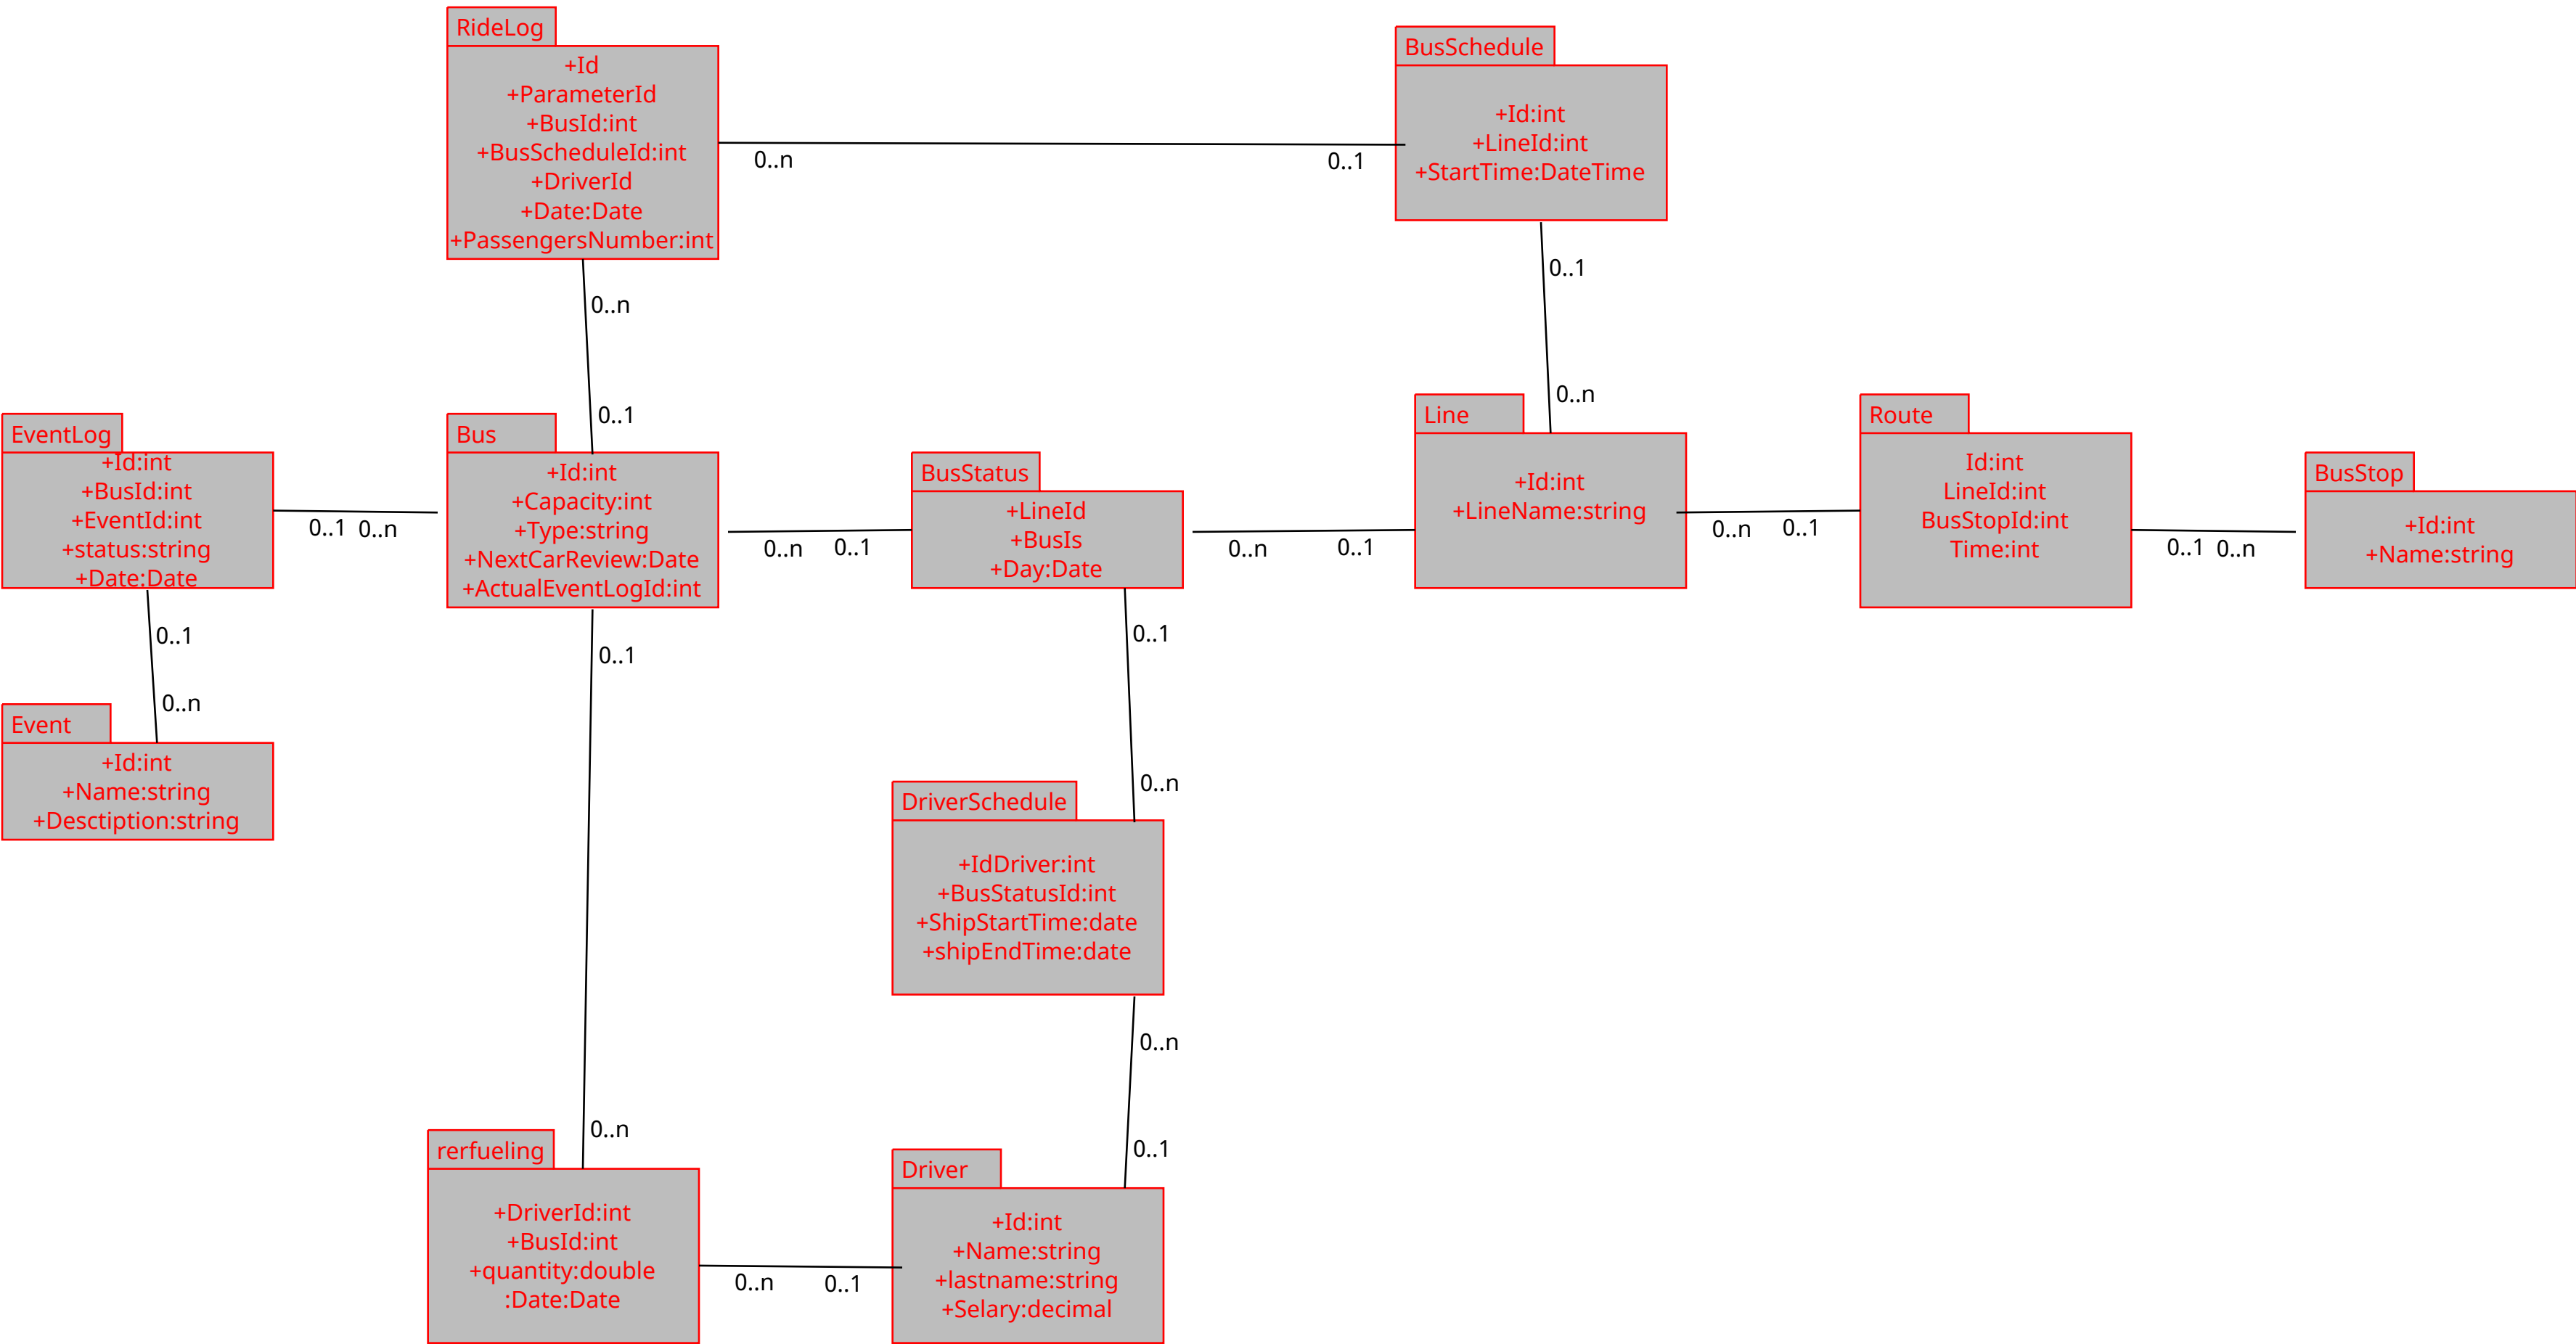 RideLog
+Id
+ParameterId
+BusId:int
+BusScheduleId:int
+DriverId
+Date:Date
+PassengersNumber:int
BusSchedule
+Id:int
+LineId:int
+StartTime:DateTime
0..n
0..1
0..n
0..1
0..1
0..n
EventLog
+Id:int
+BusId:int
+EventId:int
+status:string
+Date:Date
0..1 0..n
Bus
+Id:int
+Capacity:int
+Type:string
+NextCarReview:Date
+ActualEventLogId:int
0..n
0..1
BusStatus
+LineId
+BusIs
+Day:Date
0..n
0..1
Line
+Id:int
+LineName:string
0..n
0..1
Route
Id:int
LineId:int
BusStopId:int
Time:int
0..1 0..n
BusStop
+Id:int
+Name:string
0..1
0..n
Event
+Id:int
+Name:string
+Desctiption:string
0..1
0..n
0..1
0..n
DriverSchedule
+IdDriver:int
+BusStatusId:int
+ShipStartTime:date
+shipEndTime:date
0..n
0..1
rerfueling
+DriverId:int
+BusId:int
+quantity:double
:Date:Date
0..n
0..1
Driver
+Id:int
+Name:string
+lastname:string
+Selary:decimal